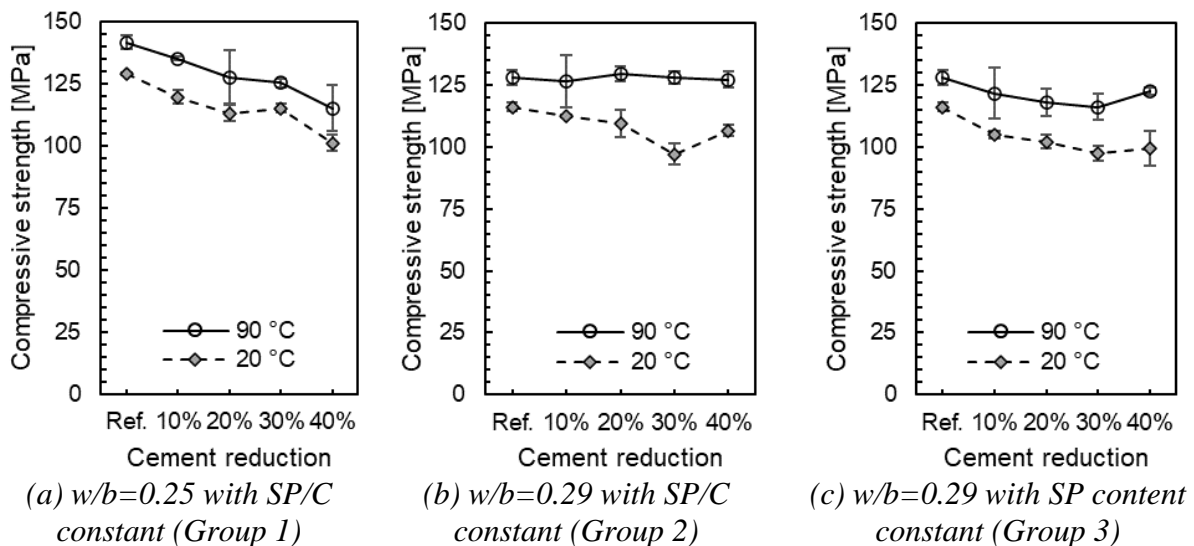 Compressive strength [MPa]
150
125
100
75
50
25
0
90 °C
20 °C
Ref. 10% 20% 30% 40%
Cement reduction
(a) w/b=0.25 with SP/C
constant (Group 1)
Compressive strength [MPa]
150
125
100
75
50
25
0
90 °C
20 °C
Ref. 10% 20% 30% 40%
Cement reduction
(b) w/b=0.29 with SP/C
constant (Group 2)
Compressive strength [MPa]
150
125
100
75
50
25
0
90 °C
20 °C
Ref. 10% 20% 30% 40%
Cement reduction
(c) w/b=0.29 with SP content
constant (Group 3)